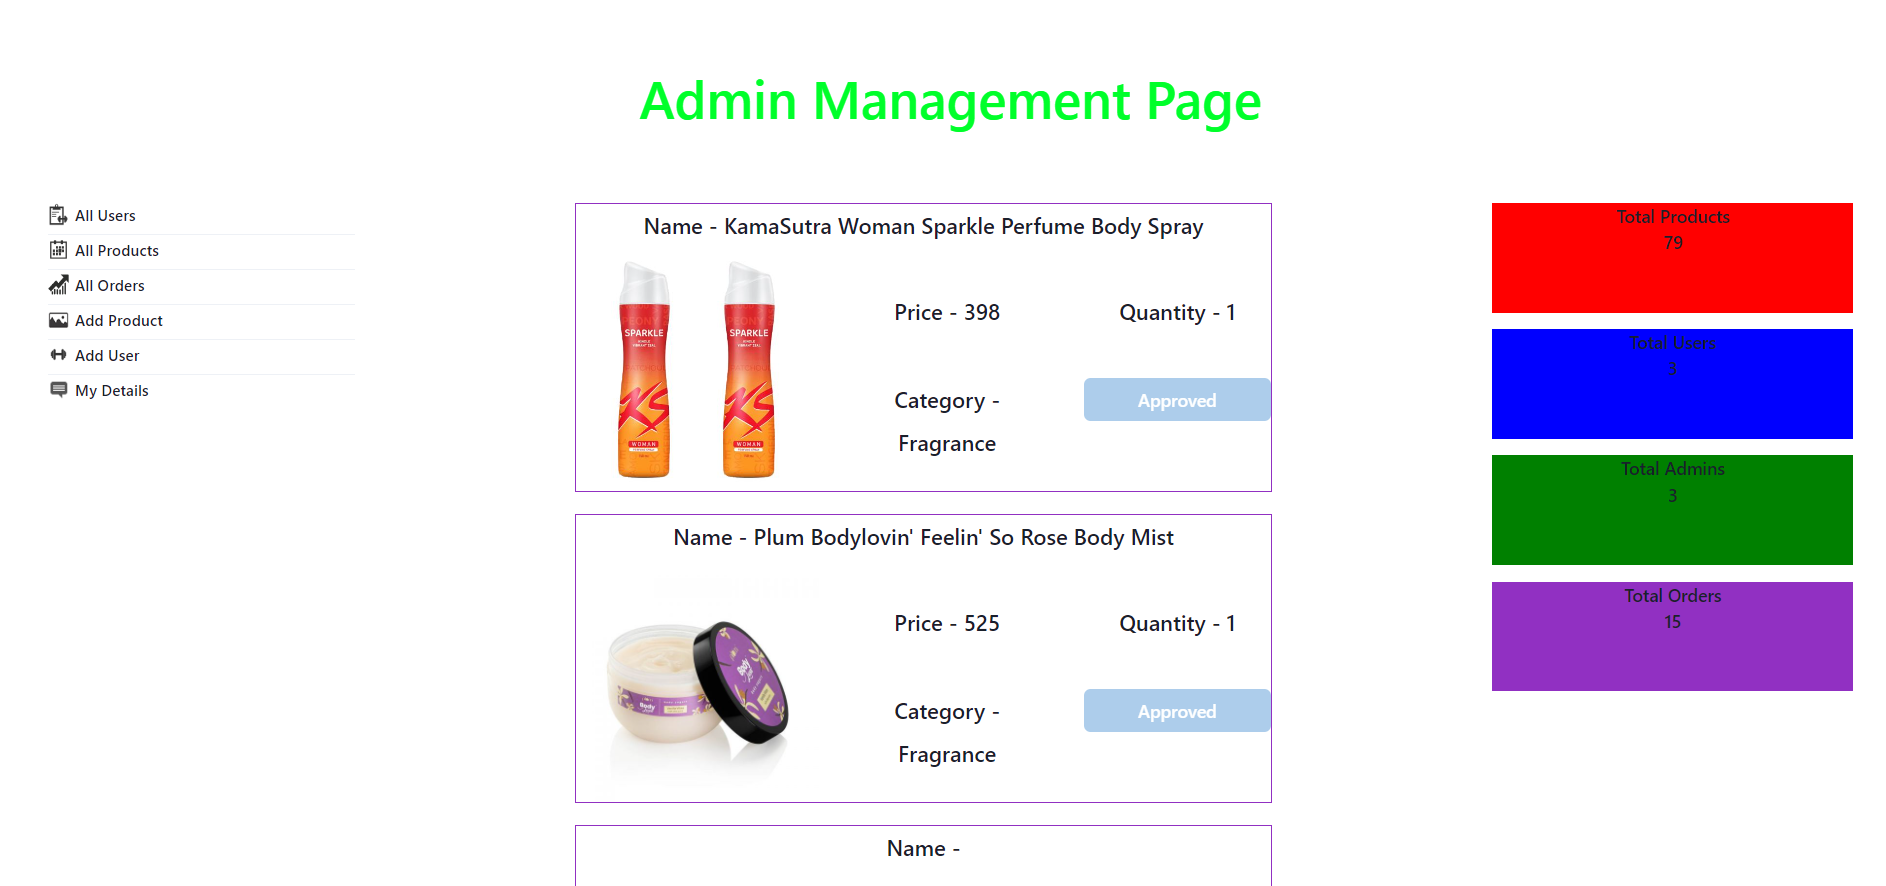 Admin Management Page
All Users
All Products
All Orders
Add Product
Add User
My Details
Name - KamaSutra Woman Sparkle Perfume Body Spray
SPARKLE
SPARKLE
WOMAN
WOMAN
Price - 398
Quantity - 1
Category -
Fragrance
Approved
Name - Plum Bodylovin' Feelin' So Rose Body Mist
Body
Body
Price - 525
Quantity - 1
Category -
Fragrance
Approved
Name -
Total Products
79
Total Users
3
Total Admins
3
Total Orders
15